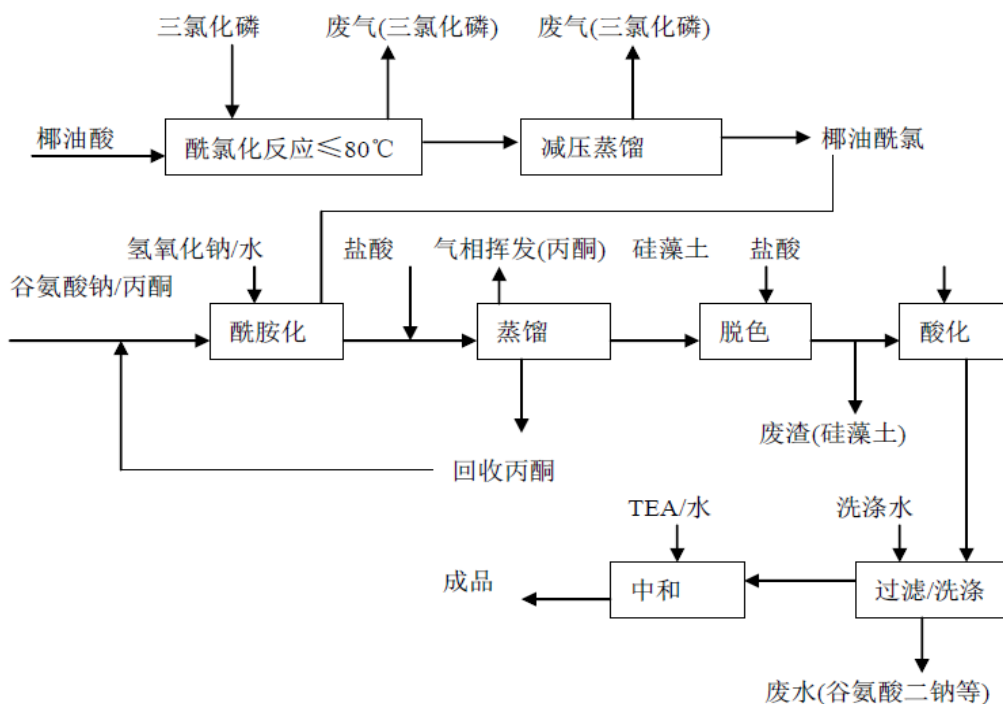 三氯化磷
废气(三氯化磷)
废气(三氯化磷)
椰油酸
酰氯化反应≤80℃
减压蒸馏
椰油酰氯
氢氧化钠/水
盐酸
气相挥发(丙酮)
硅藻土
盐酸
谷氨酸钠/丙酮
酰胺化
蒸馏
脱色
酸化
废渣(硅藻土)
回收丙酮
TEA/水
洗涤水
成品
中和
过滤/洗涤
废水(谷氨酸二钠等)